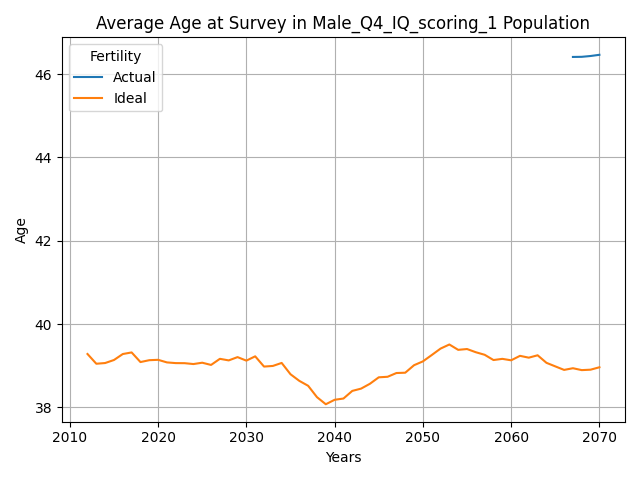 Average Age at Survey in Male_Q4_IQ_scoring_1 Population
Fertility
Actual
Ideal
46
44
42
40
38
Age
2010
2020
2030
2040
2050
2060
2070
Years